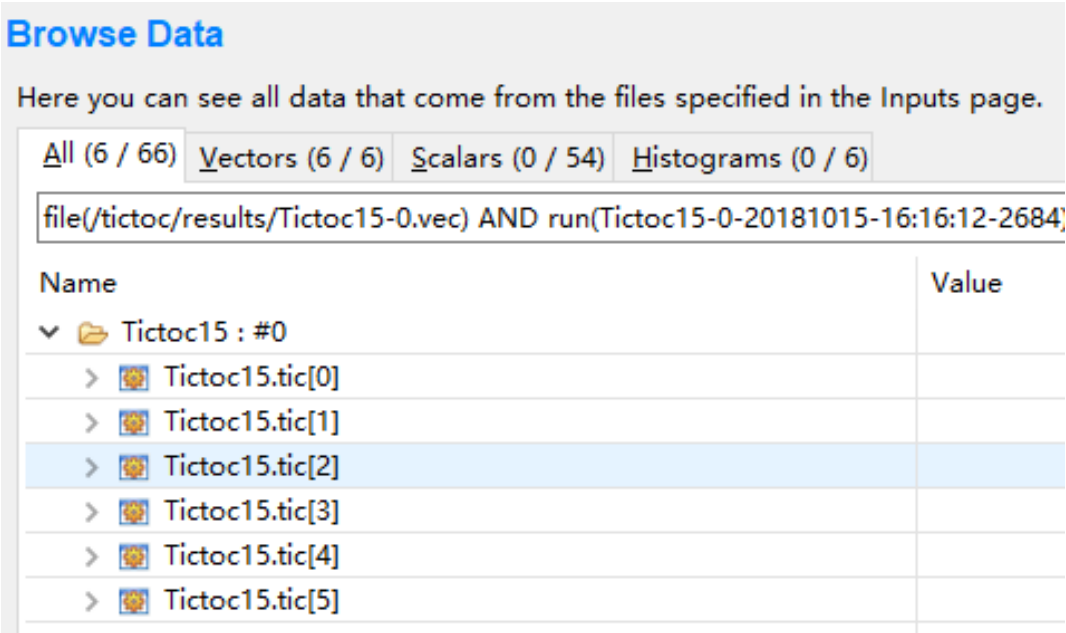 Browse Data
Here you can see all data that come from the files specified in the Inputs page.
All (6 / 66) Vectors (6 / 6) Scalars (0 / 54) Histograms (0 / 6)
file(/tictoc/results/Tictoc15-0.vec) AND run(Tictoc15-0-20181015-16:16:12-2684)
Name Value
Tictoc15 : #0
Tictoc15.tic[0]
Tictoc15.tic[1]
Tictoc15.tic[2]
Tictoc15.tic[3]
Tictoc15.tic[4]
Tictoc15.tic[5]